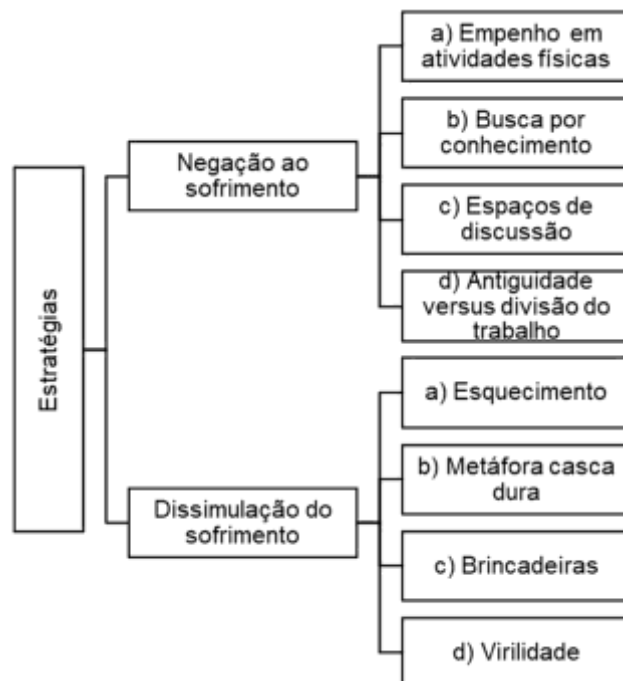 Estratégias
Negação ao
sofrimento
a) Empenho em
atividades físicas
b) Busca por
conhecimento
c) Espaços de
discussão
d) Antiguidade
versus divisão do
trabalho
Dissimulação do
sofrimento
a) Esquecimento
b) Metáfora casca
dura
c) Brincadeiras
d) Virilidade